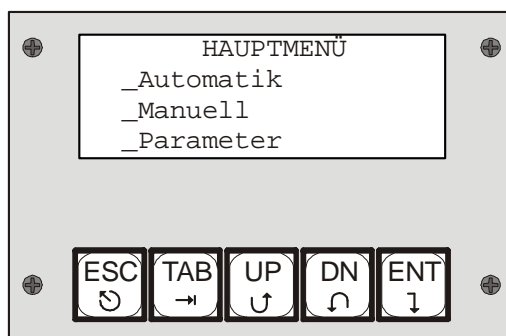 HAUPTMENÜ
_Automatik
_Manuell
_Parameter
ESC TAB UP DN ENT